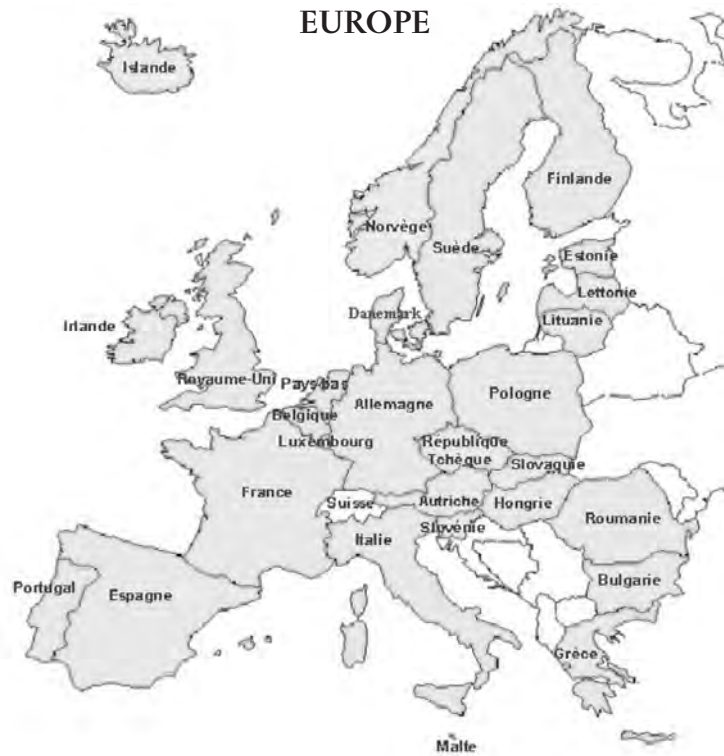 EUROPE
Islande
Finlande
Norvège
Suède
Estonie
Lettonie
Lituanie
Danemark
Irlande
Royaume-Uni
Pays-bas
Belgique
Allemagne
Pologne
Luxembourg
République
Tchèque
Slovaquie
France
Suisse
Autriche
Hongrie
Roumanie
Slovénie
Italie
Bulgarie
Portugal
Espagne
Grèce
Malte